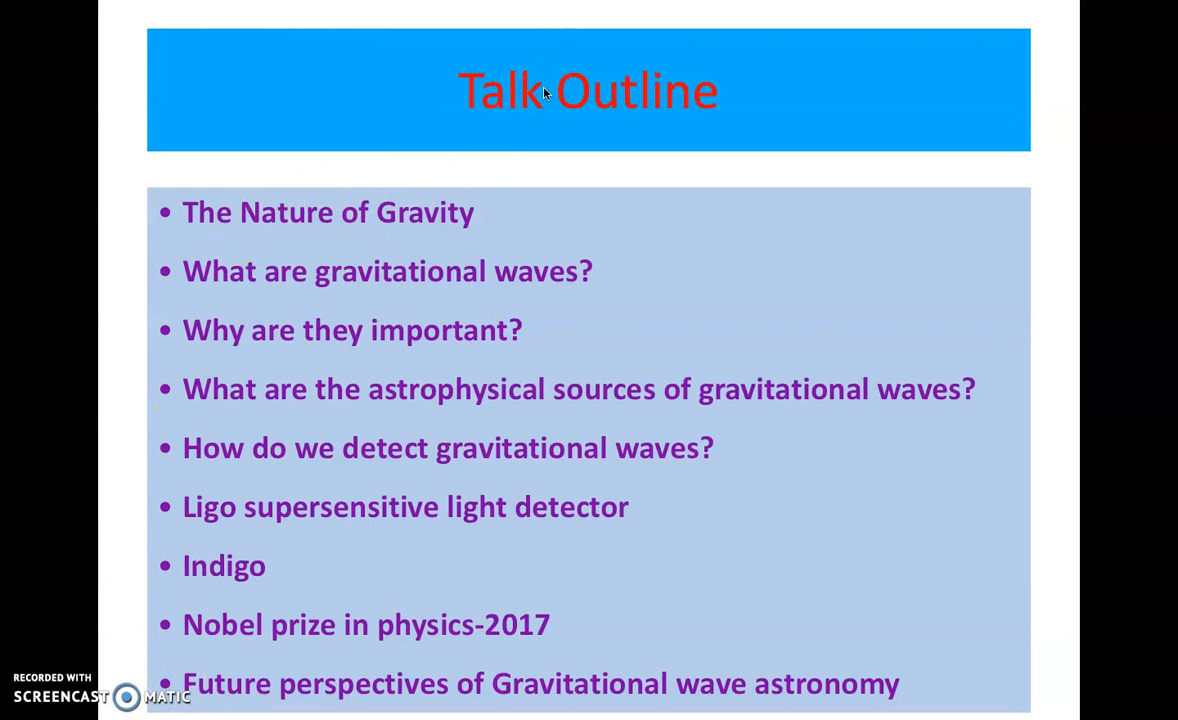 Talk Outline
• The Nature of Gravity
• What are gravitational waves?
• Why are they important?
• What are the astrophysical sources of gravitational waves?
• How do we detect gravitational waves?
• Ligo supersensitive light detector
• Indigo
• Nobel prize in physics-2017
• Future perspectives of Gravitational wave astronomy
RECORDED WITH
SCREENCAST MATIC